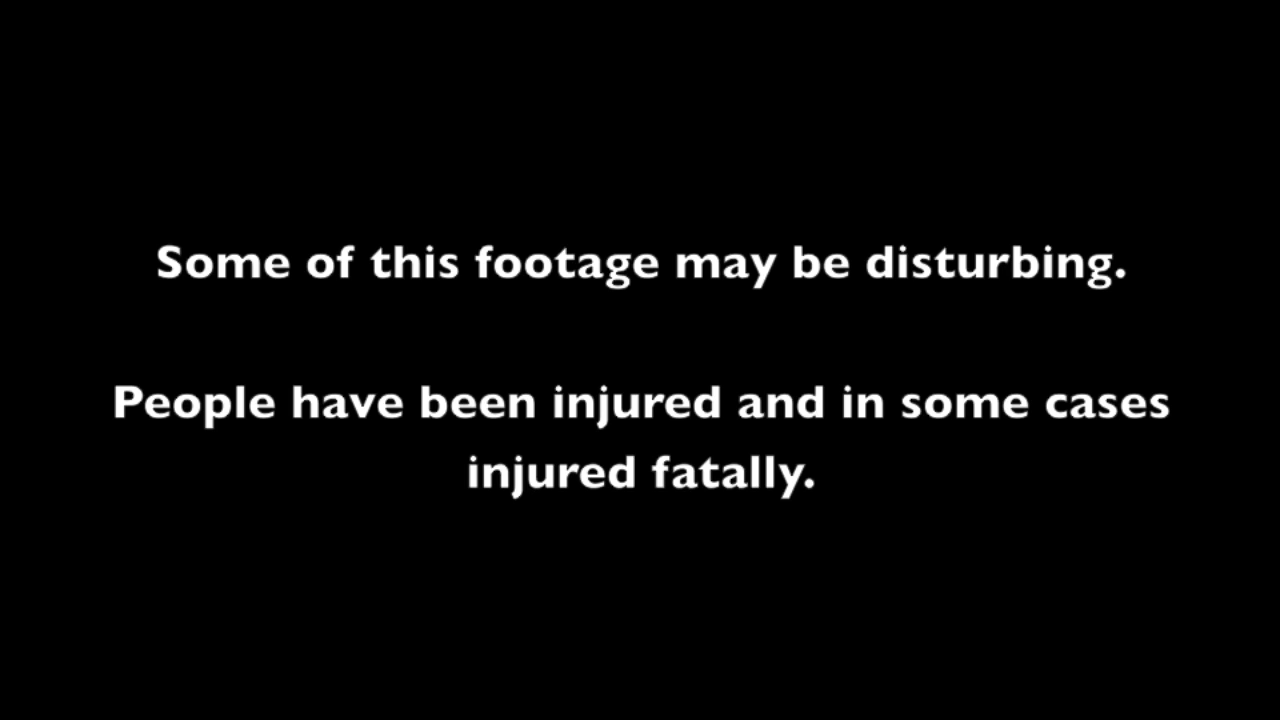 Some of this footage may be disturbing.
People have been injured and in some cases
injured fatally.